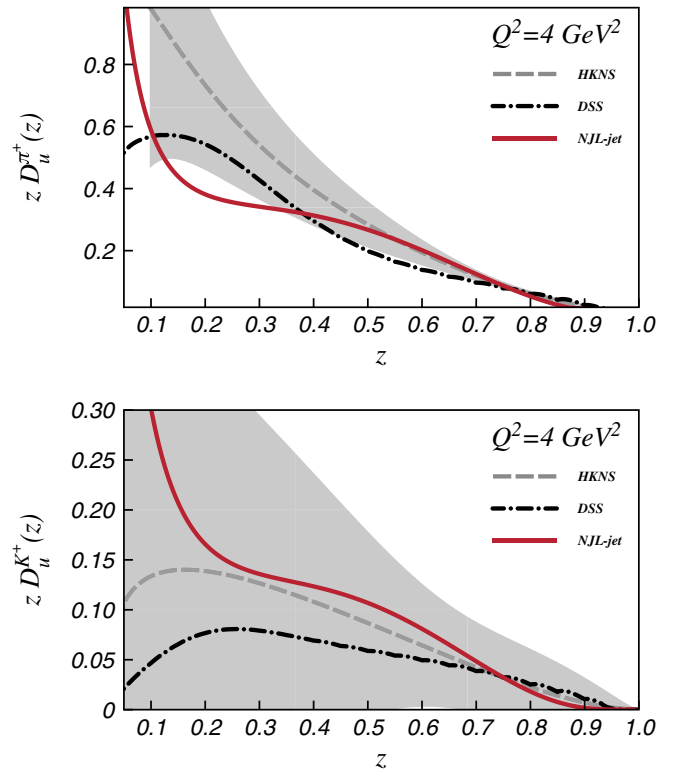 Q²=4 GeV²
HKNS
DSS
NJL-jet
0.8
0.6
0.4
0.2
z D_u^{π⁺}(z)
0.1 0.2 0.3 0.4 0.5 0.6 0.7 0.8 0.9 1.0
z
Q²=4 GeV²
HKNS
DSS
NJL-jet
0.30
0.25
0.20
0.15
0.10
0.05
0
z D_u^{K⁺}(z)
0.1 0.2 0.3 0.4 0.5 0.6 0.7 0.8 0.9 1.0
z